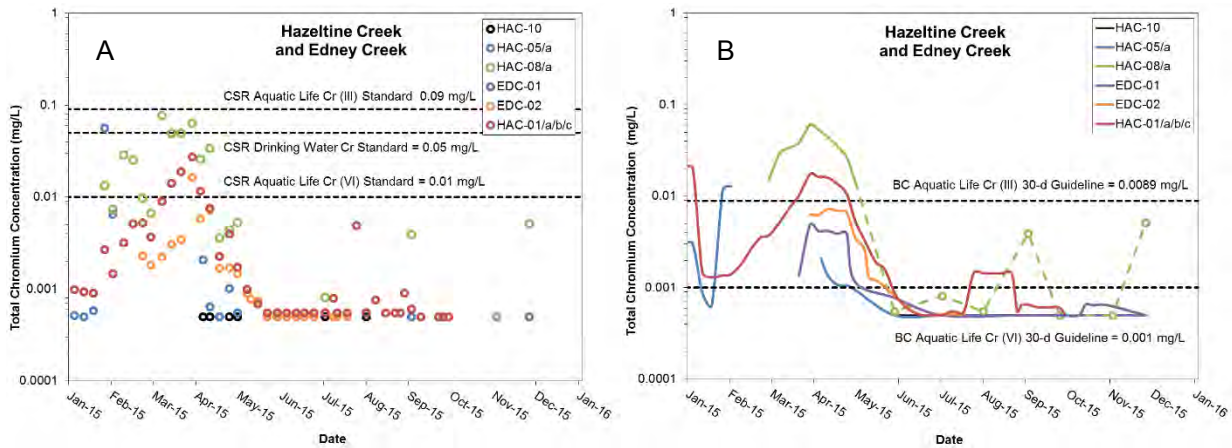 A
Hazeltine Creek
and Edney Creek
HAC-10
HAC-05/a
HAC-08/a
EDC-01
EDC-02
HAC-01/a/b/c
CSR Aquatic Life Cr (III) Standard 0.09 mg/L
CSR Drinking Water Cr Standard = 0.05 mg/L
CSR Aquatic Life Cr (VI) Standard = 0.01 mg/L
Total Chromium Concentration (mg/L)
1
0.1
0.01
0.001
0.0001
Jan-15
Feb-15
Mar-15
Apr-15
May-15
Jun-15
Jul-15
Aug-15
Sep-15
Oct-15
Nov-15
Dec-15
Jan-16
Date
B
Hazeltine Creek
and Edney Creek
HAC-10
HAC-05/a
HAC-08/a
EDC-01
EDC-02
HAC-01/a/b/c
BC Aquatic Life Cr (III) 30-d Guideline = 0.0089 mg/L
BC Aquatic Life Cr (VI) 30-d Guideline = 0.001 mg/L
Total Chromium Concentration (mg/L)
1
0.1
0.01
0.001
0.0001
Jan-15
Feb-15
Apr-15
May-15
Jun-15
Jul-15
Aug-15
Sep-15
Oct-15
Nov-15
Dec-15
Jan-16
Date